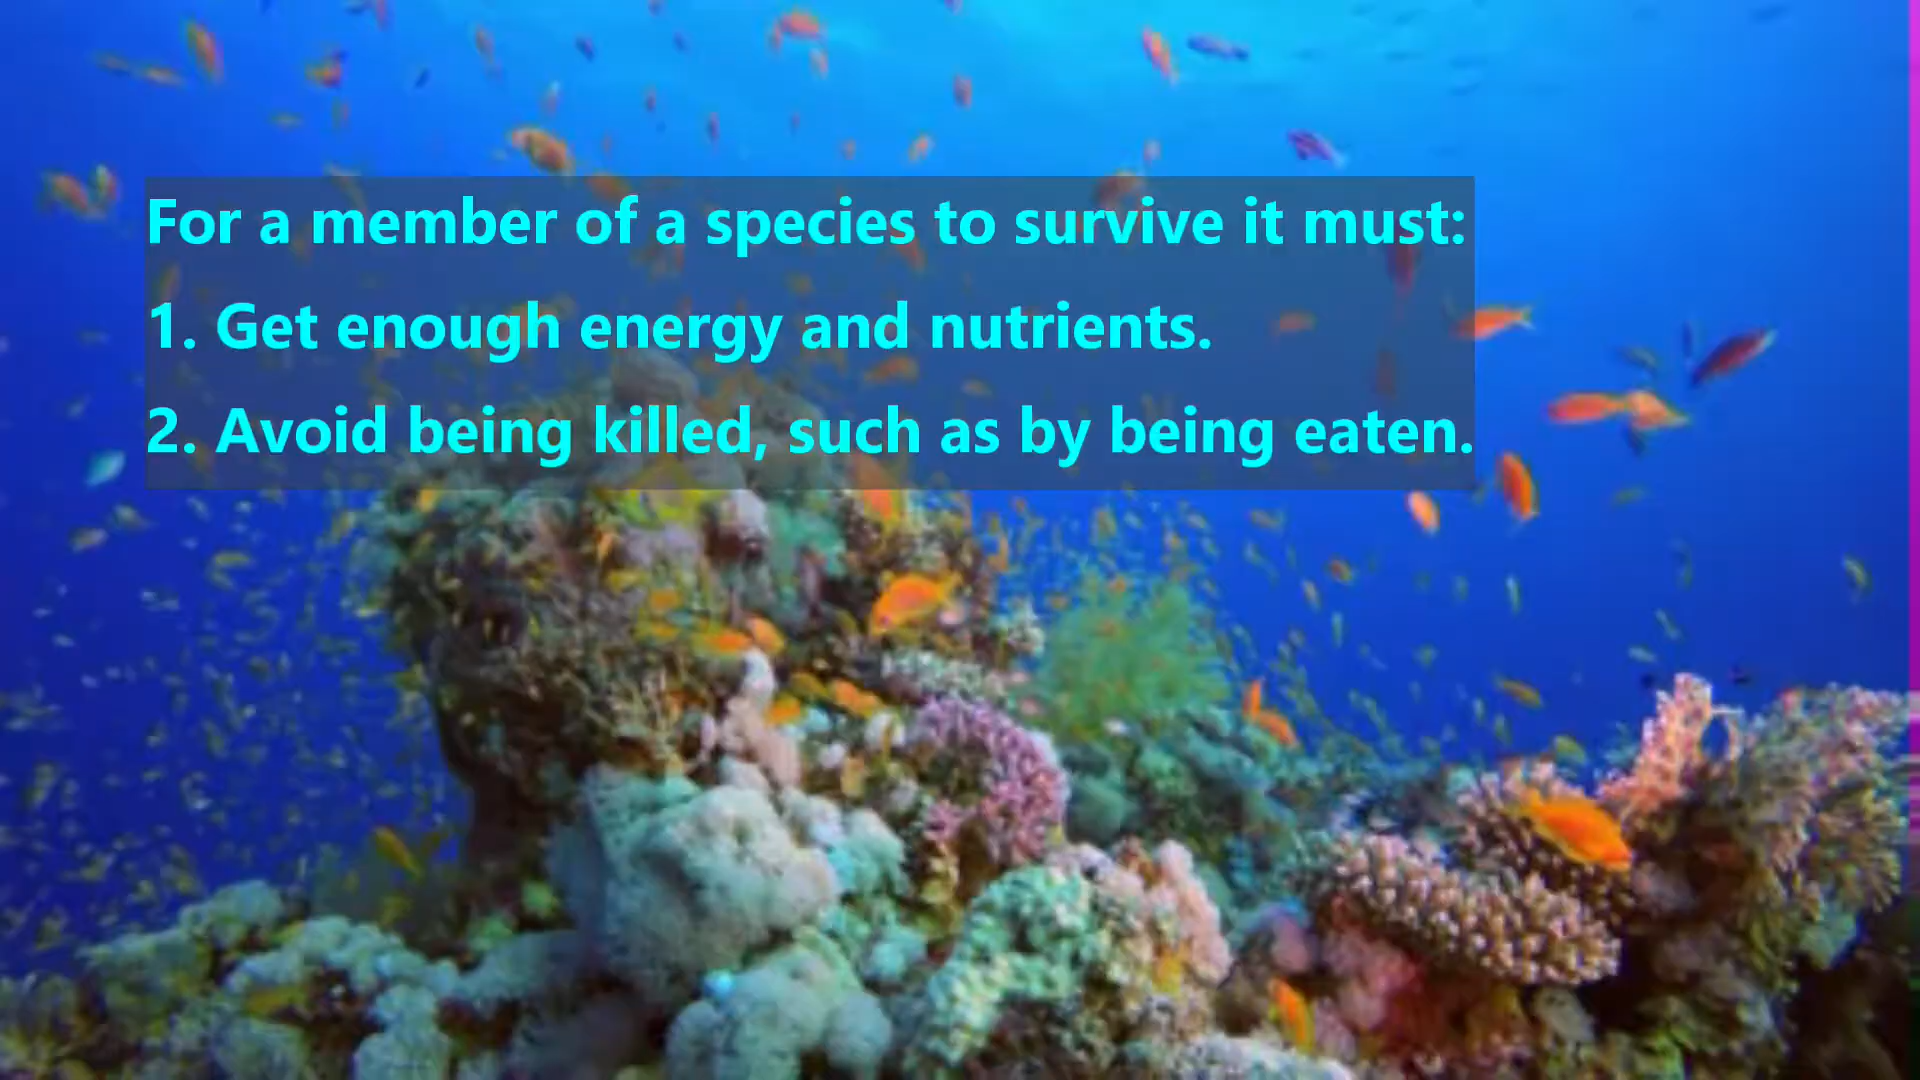 For a member of a species to survive it must:
1. Get enough energy and nutrients.
2. Avoid being killed, such as by being eaten.